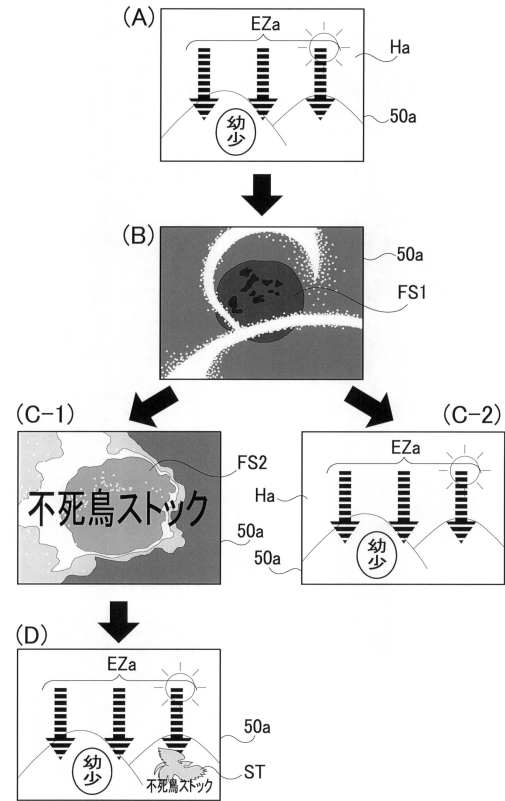 (A)
EZa
Ha
幼少
50a
(B)
50a
FS1
(C-1)
(C-2)
FS2
不死鳥ストック
50a
EZa
Ha
幼少
50a
(D)
EZa
50a
幼少
不死鳥ストック
ST